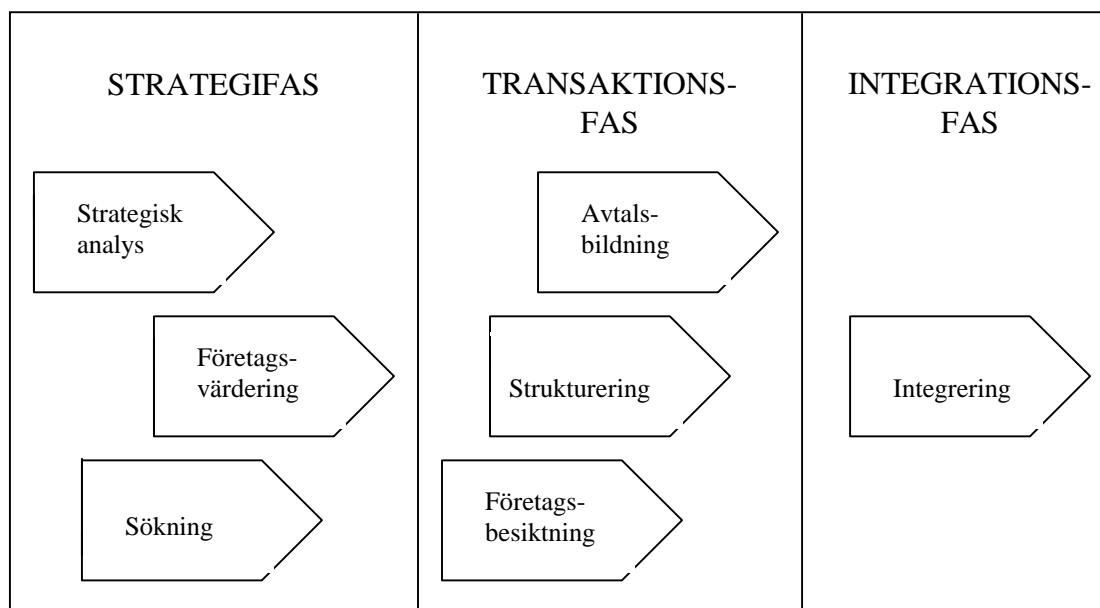 STRATEGIFAS
Strategisk
analys
Företags-
värdering
Sökning
TRANSAKTIONS-
FAS
Avtals-
bildning
Strukturering
Företags-
besiktning
INTEGRATIONS-
FAS
Integrering